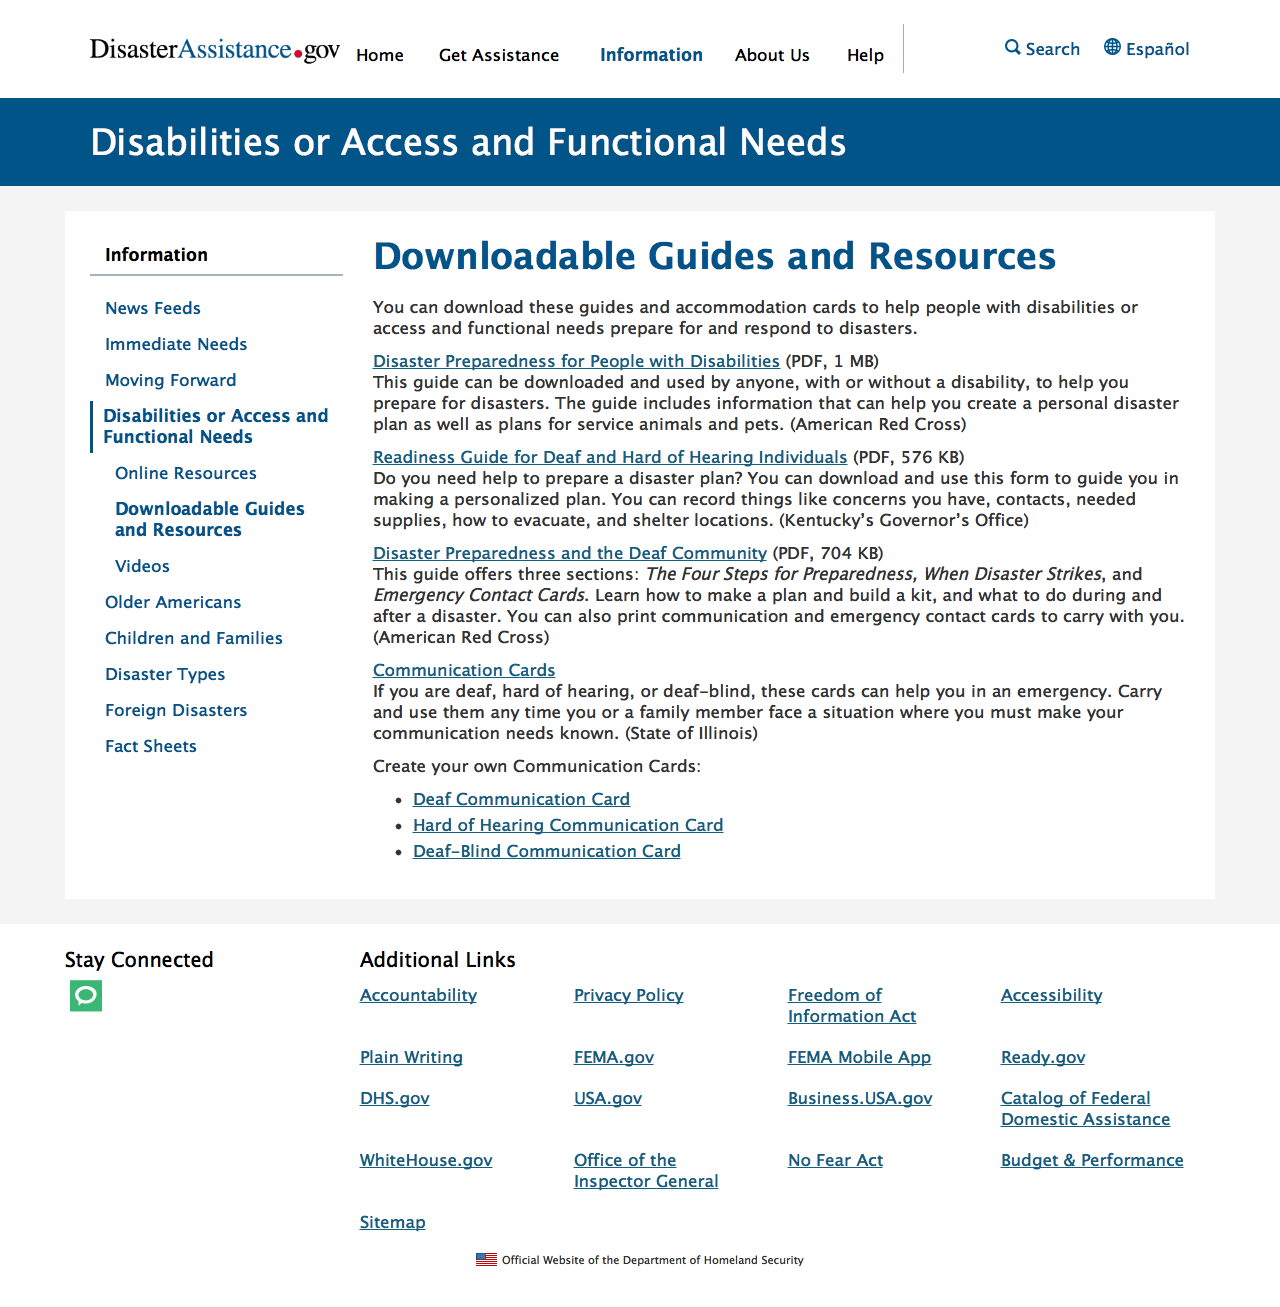 DisasterAssistance.gov Home Get Assistance Information About Us Help Search Español
Disabilities or Access and Functional Needs
Information
News Feeds
Immediate Needs
Moving Forward
Disabilities or Access and
Functional Needs
Online Resources
Downloadable Guides
and Resources
Videos
Older Americans
Children and Families
Disaster Types
Foreign Disasters
Fact Sheets
Downloadable Guides and Resources
You can download these guides and accommodation cards to help people with disabilities or
access and functional needs prepare for and respond to disasters.
Disaster Preparedness for People with Disabilities (PDF, 1 MB)
This guide can be downloaded and used by anyone, with or without a disability, to help you
prepare for disasters. The guide includes information that can help you create a personal disaster
plan as well as plans for service animals and pets. (American Red Cross)
Readiness Guide for Deaf and Hard of Hearing Individuals (PDF, 576 KB)
Do you need help to prepare a disaster plan? You can download and use this form to guide you in
making a personalized plan. You can record things like concerns you have, contacts, needed
supplies, how to evacuate, and shelter locations. (Kentucky’s Governor’s Office)
Disaster Preparedness and the Deaf Community (PDF, 704 KB)
This guide offers three sections: The Four Steps for Preparedness, When Disaster Strikes, and
Emergency Contact Cards. Learn how to make a plan and build a kit, and what to do during and
after a disaster. You can also print communication and emergency contact cards to carry with you.
(American Red Cross)
Communication Cards
If you are deaf, hard of hearing, or deaf-blind, these cards can help you in an emergency. Carry
and use them any time you or a family member face a situation where you must make your
communication needs known. (State of Illinois)
Create your own Communication Cards:
• Deaf Communication Card
• Hard of Hearing Communication Card
• Deaf-Blind Communication Card
Stay Connected
Additional Links
Accountability
Privacy Policy
Freedom of
Information Act
Accessibility
Plain Writing
FEMA.gov
FEMA Mobile App
Ready.gov
DHS.gov
USA.gov
Business.USA.gov
Catalog of Federal
Domestic Assistance
WhiteHouse.gov
Office of the
Inspector General
No Fear Act
Budget & Performance
Sitemap
Official Website of the Department of Homeland Security